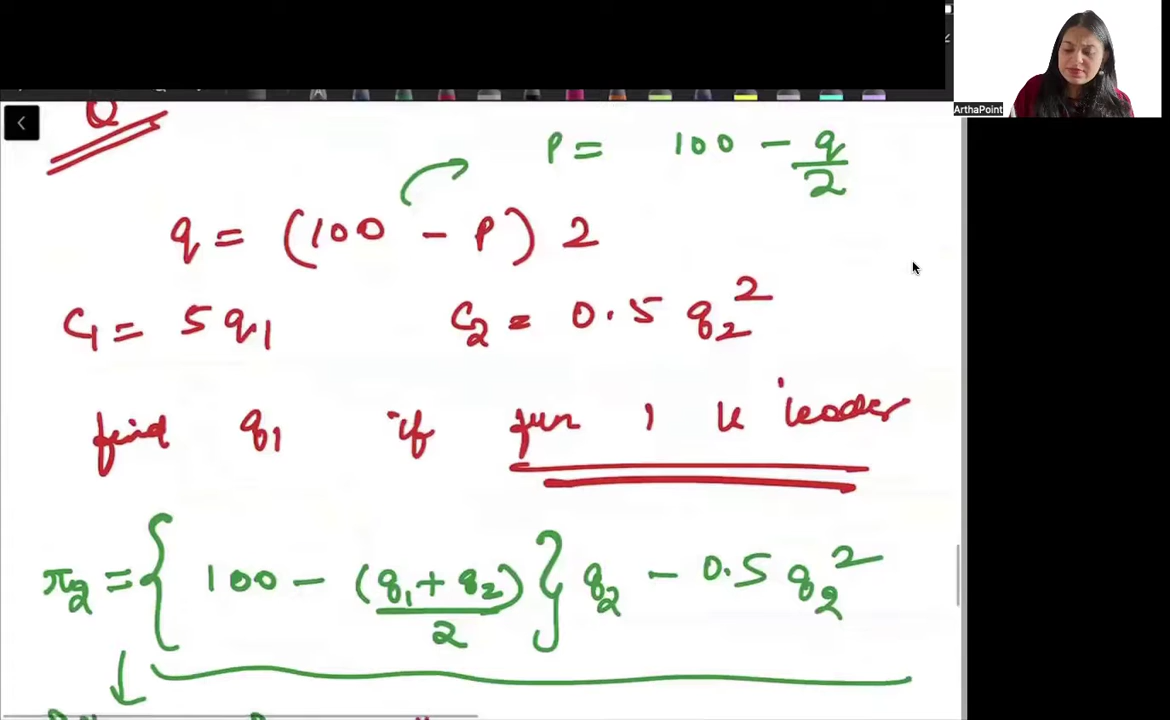 ArthaPoint
Q
P = 100 - q/2
q = (100 - P) 2
C₁ = 5q₁ C₂ = 0.5 q₂²
find q₁ if 1 is leader
π₂ = { 100 - (q₁ + q₂)/2 } q₂ - 0.5 q₂²